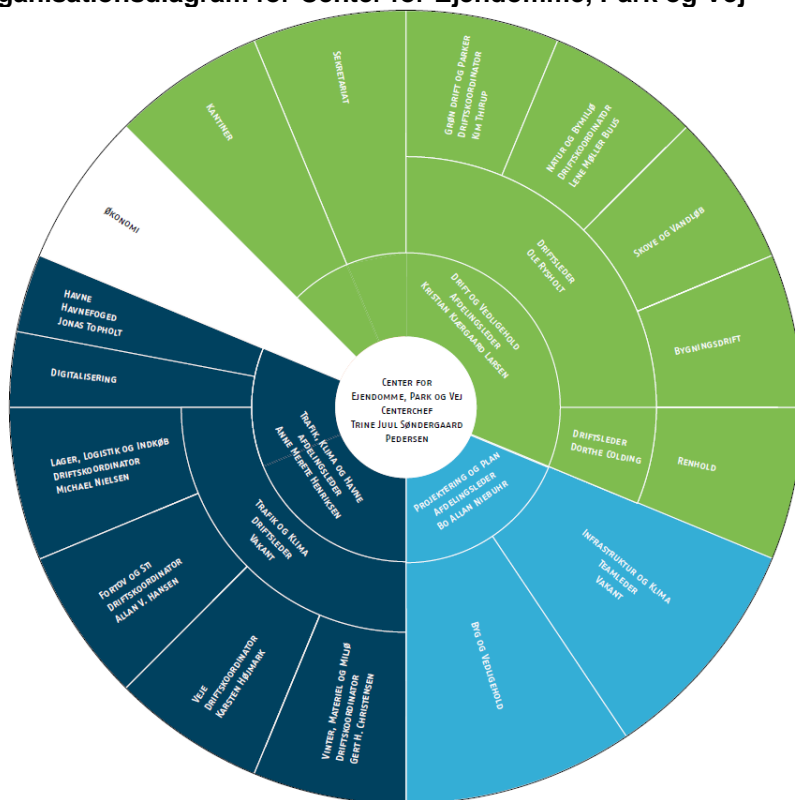 ganisationsdiagram for Center for Ejendomme, Park og Vej
Center for
Ejendomme, Park og Vej
Centerchef
Trine Juul Søndergaard
Pedersen
Sekretariat
Grøn drift og Parker
Driftskoordinator
Kim Thirup
Natur og Bymiljø
Driftskoordinator
Lene Møller Buus
Skove og Vandløb
Bygningsdrift
Driftsleder
Ole Rysholt
Drift og Vedligehold
Afdelingsleder
Kristian Kjærgaard Larsen
Driftsleder
Dorthe Colding
Renhold
Projektering og Plan
Afdelingsleder
Bo Allan Niebuhr
Infrastruktur og Klima
Teamleder
Vakant
Byg og Vedligehold
Trafik, Klima og Havne
Afdelingsleder
Anne Merete Henriksen
Trafik og Klima
Driftsleder
Vakant
Vinter, Materiel og Miljø
Driftskoordinator
Gert H. Christensen
Veje
Driftskoordinator
Karsten Højmark
Fortov og Sti
Driftskoordinator
Allan V. Hansen
Lager, Logistik og Indkøb
Driftskoordinator
Michael Nielsen
Digitalisering
Havne
Havnefoged
Jonas Topholt
Økonomi
Kantiner